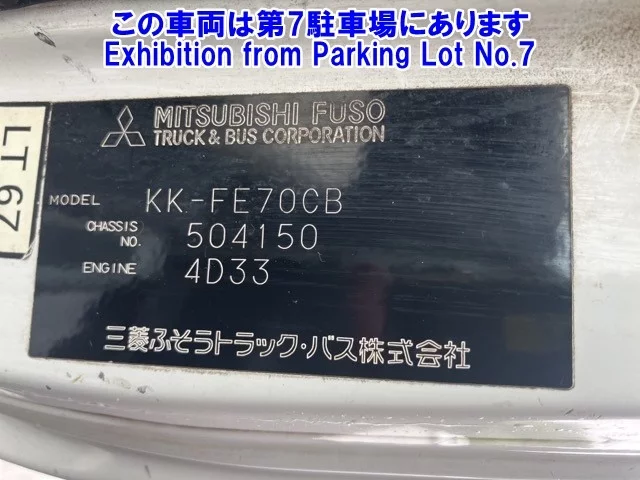 この車両は第7駐車場にあります
Exhibition from Parking Lot No.7
MITSUBISHI FUSO
TRUCK & BUS CORPORATION
MODEL KK-FE70CB
CHASSIS NO. 504150
ENGINE 4D33
三菱ふそうトラック・バス株式会社
LT67